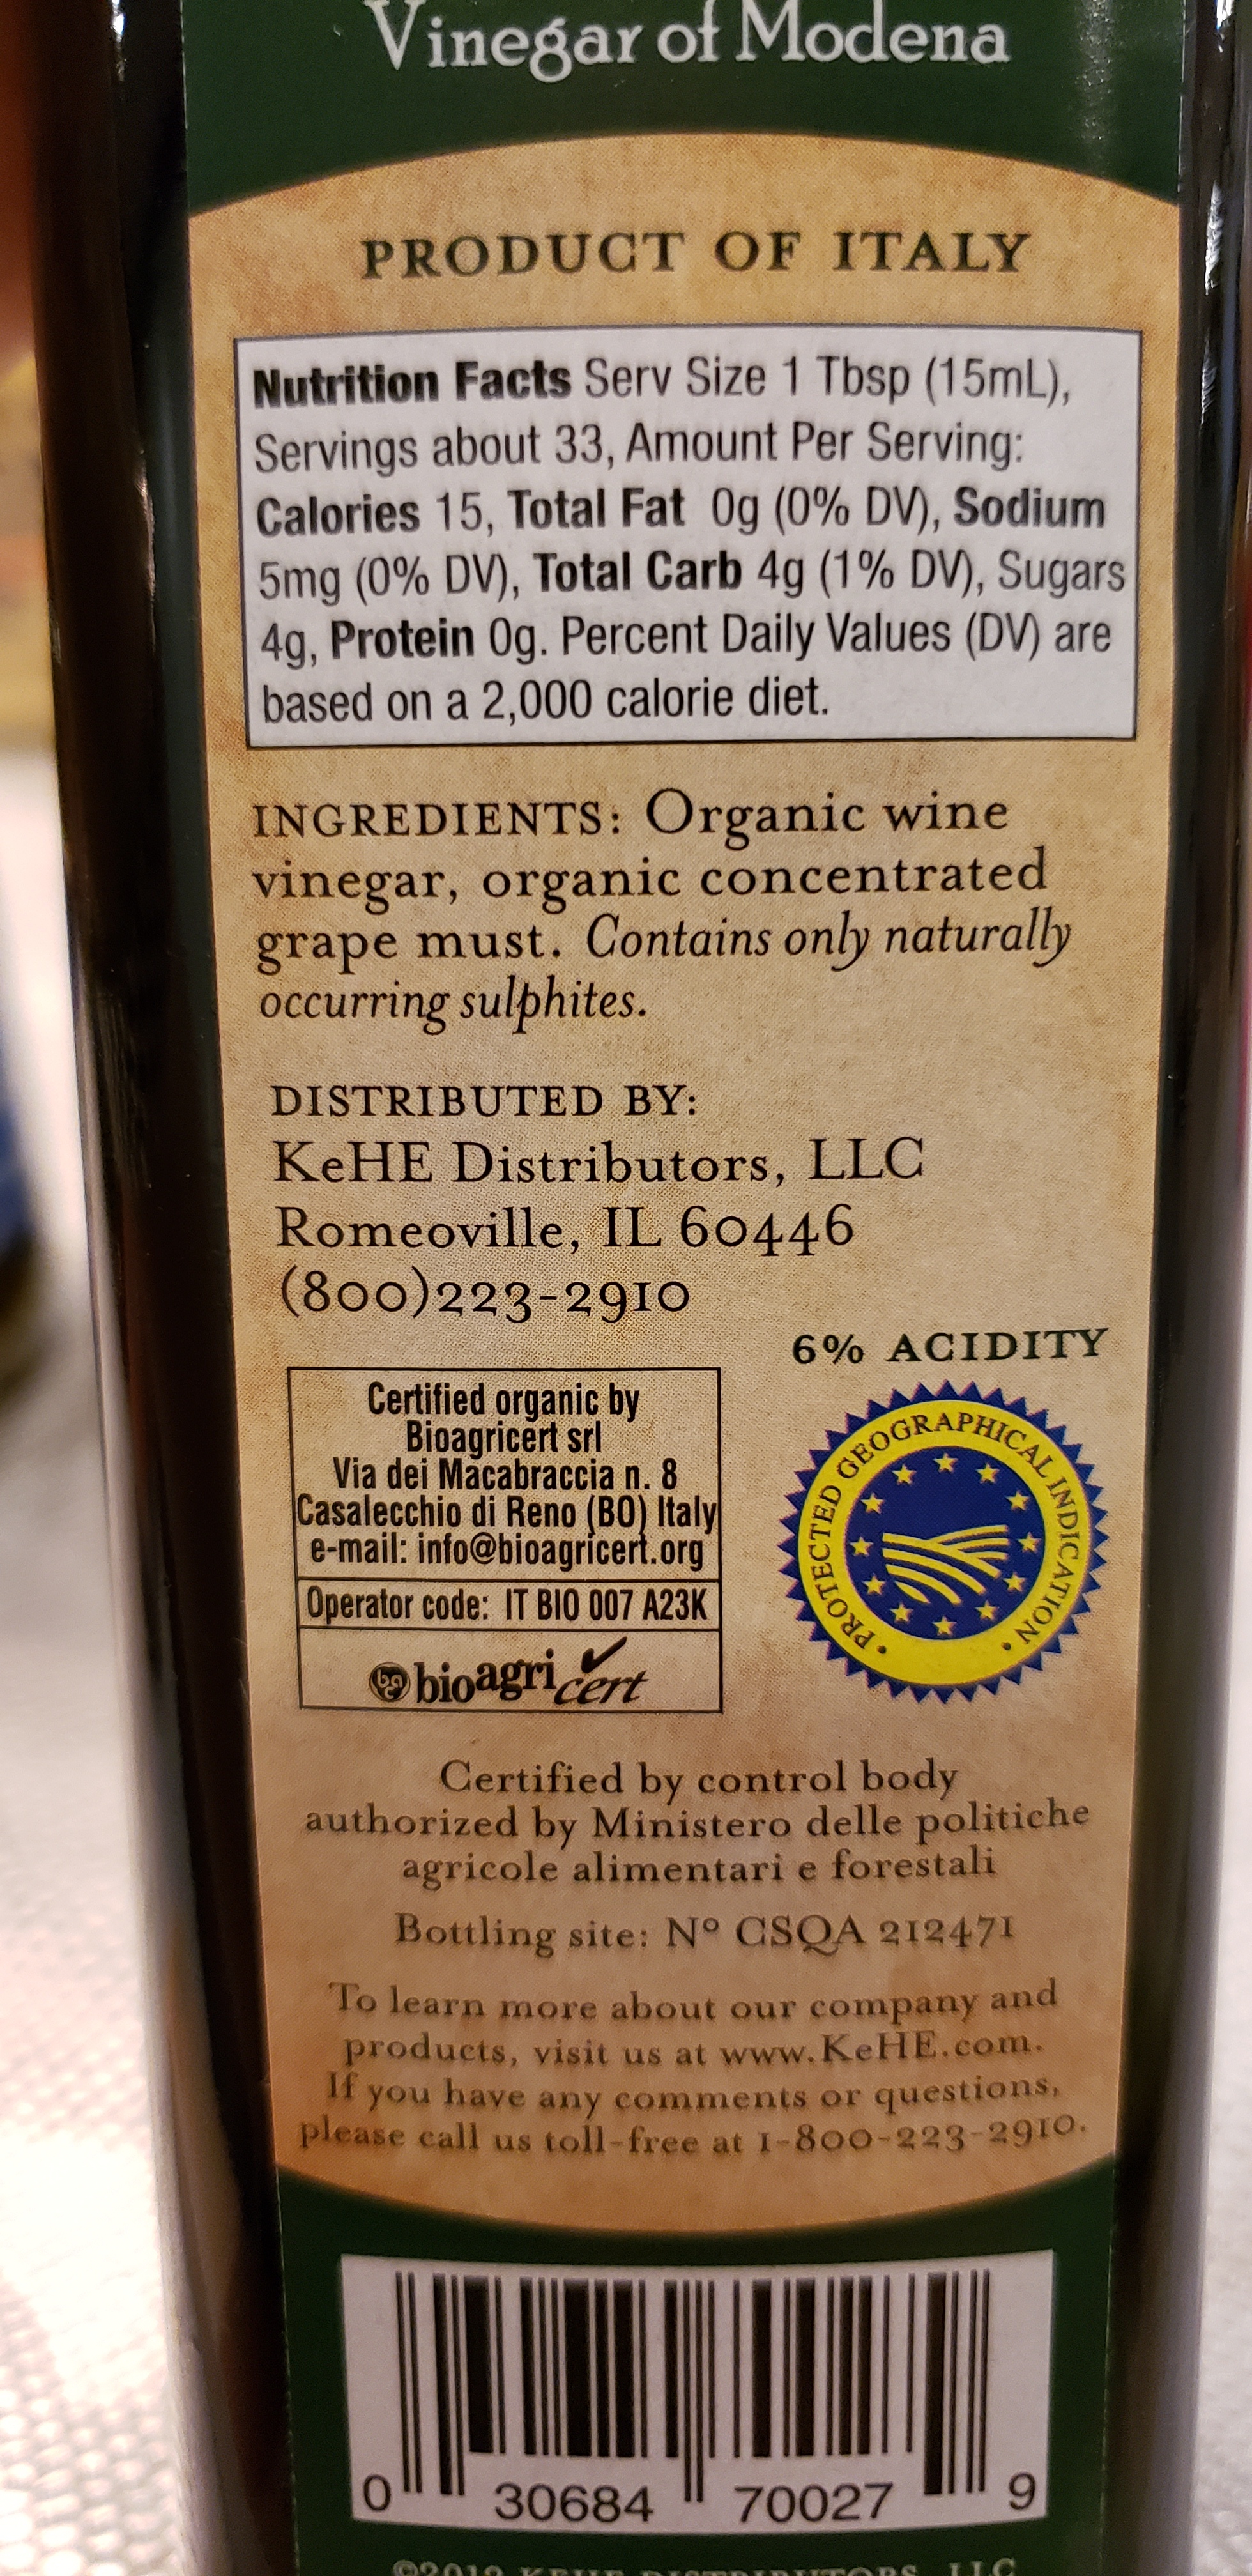 Vinegar of Modena
PRODUCT OF ITALY
Nutrition Facts Serv Size 1 Tbsp (15mL),
Servings about 33, Amount Per Serving:
Calories 15, Total Fat 0g (0% DV), Sodium
5mg (0% DV), Total Carb 4g (1% DV), Sugars
4g, Protein 0g. Percent Daily Values (DV) are
based on a 2,000 calorie diet.
INGREDIENTS: Organic wine
vinegar, organic concentrated
grape must. Contains only naturally
occurring sulphites.
DISTRIBUTED BY:
KeHE Distributors, LLC
Romeoville, IL 60446
(800)223-2910
6% ACIDITY
Certified organic by
Bioagricert srl
Via dei Macabraccia n. 8
Casalecchio di Reno (BO) Italy
e-mail: info@bioagricert.org
Operator code: IT BIO 007 A23K
bioagricert
PROTECTED GEOGRAPHICAL INDICATION
Certified by control body
authorized by Ministero delle politiche
agricole alimentari e forestali
Bottling site: Nº CSQA 212471
To learn more about our company and
products, visit us at www.KeHE.com.
If you have any comments or questions,
please call us toll-free at 1-800-223-2910.
0 30684 70027 9
KEHE DISTRIBUTORS, LLC